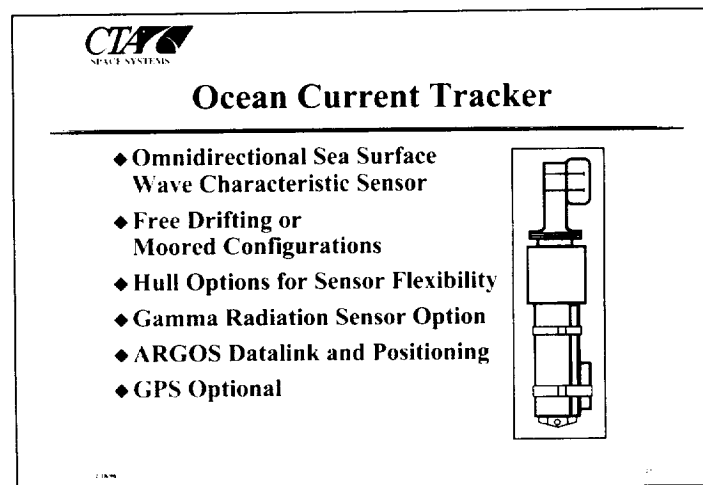 CTA
SPACE SYSTEMS
Ocean Current Tracker
◆ Omnidirectional Sea Surface
Wave Characteristic Sensor
◆ Free Drifting or
Moored Configurations
◆ Hull Options for Sensor Flexibility
◆ Gamma Radiation Sensor Option
◆ ARGOS Datalink and Positioning
◆ GPS Optional